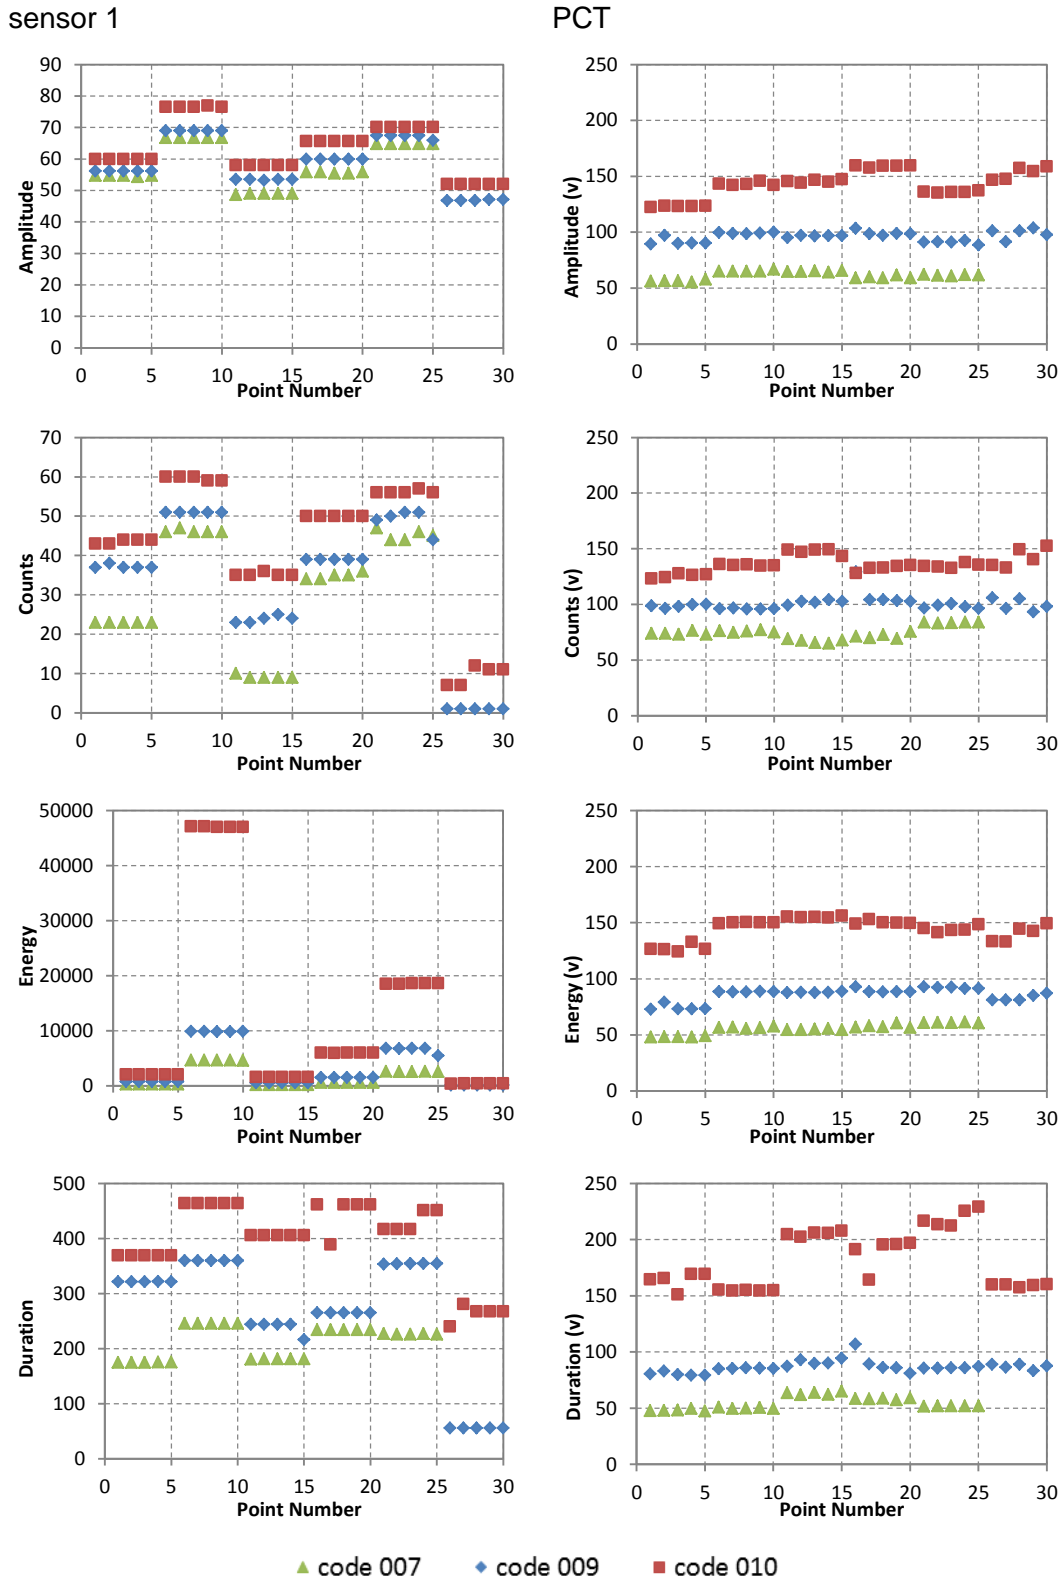 sensor 1
PCT
90
80
70
60
50
40
30
20
10
0
Amplitude
0 5 10 15 20 25 30
Point Number
250
200
150
100
50
0
Amplitude (v)
0 5 10 15 20 25 30
Point Number
70
60
50
40
30
20
10
0
Counts
0 5 10 15 20 25 30
Point Number
250
200
150
100
50
0
Counts (v)
0 5 10 15 20 25 30
Point Number
50000
40000
30000
20000
10000
0
Energy
0 5 10 15 20 25 30
Point Number
250
200
150
100
50
0
Energy (v)
0 5 10 15 20 25 30
Point Number
500
400
300
200
100
0
Duration
0 5 10 15 20 25 30
Point Number
250
200
150
100
50
0
Duration (v)
0 5 10 15 20 25 30
Point Number
code 007 code 009 code 010